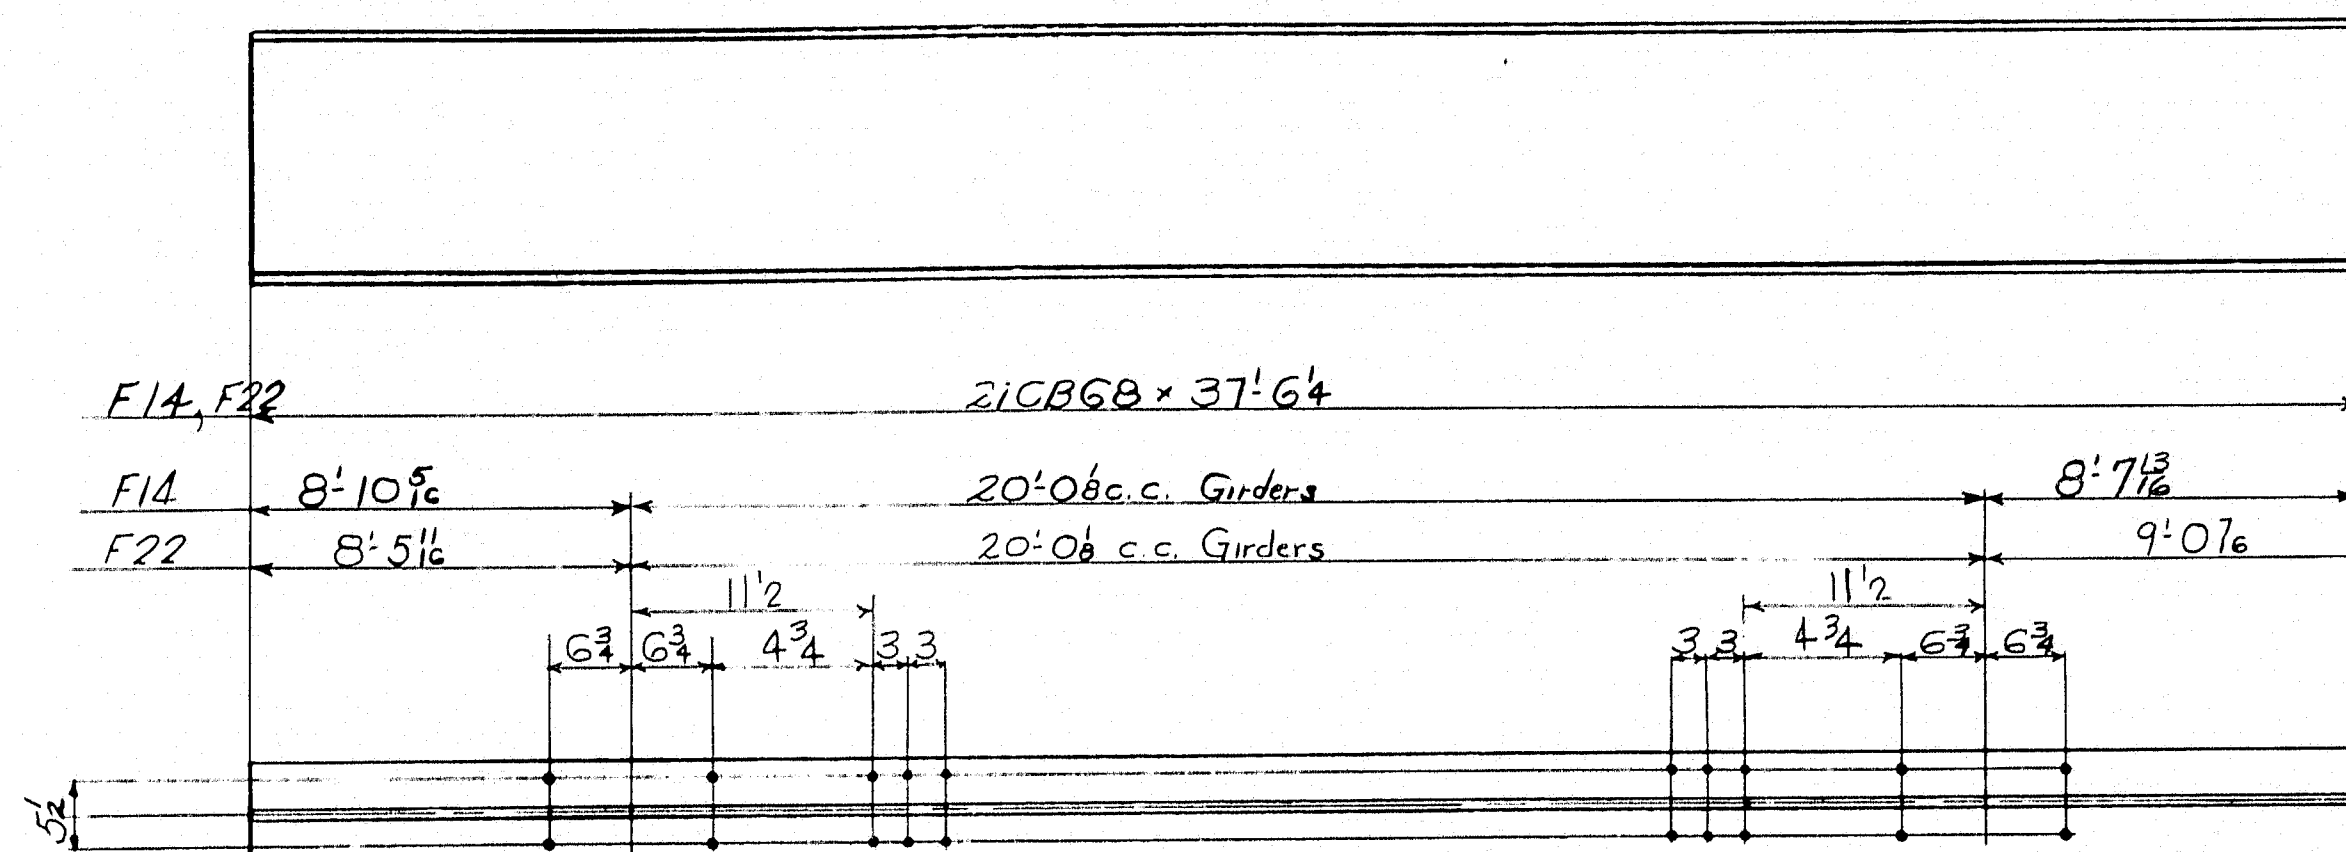 F14, F22 21CB68 × 37'-6¼
F14 8'-10 5/16 20'-0⅛ c.c. Girders 8'-7 13/16
F22 8'-5 11/16 20'-0⅛ c.c. Girders 9'-0 7/16
11½ 11½
6¾ 6¾ 4¾ 3 3 3 3 4¾ 6¾ 6¾
5½